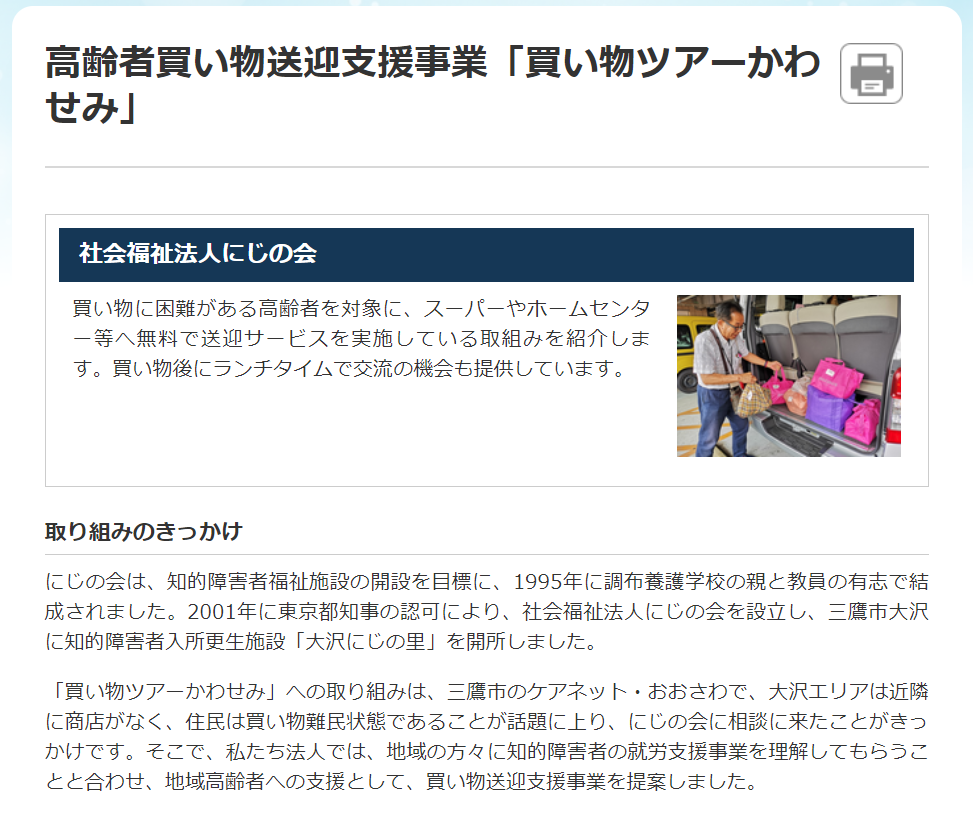 高齢者買い物送迎支援事業「買い物ツアーかわ
せみ」
社会福祉法人にじの会
買い物に困難がある高齢者を対象に、スーパーやホームセンタ
ー等へ無料で送迎サービスを実施している取組みを紹介しま
す。買い物後にランチタイムで交流の機会も提供しています。
取り組みのきっかけ
にじの会は、知的障害者福祉施設の開設を目標に、1995年に調布養護学校の親と教員の有志で結
成されました。2001年に東京都知事の認可により、社会福祉法人にじの会を設立し、三鷹市大沢
に知的障害者入所更生施設「大沢にじの里」を開所しました。
「買い物ツアーかわせみ」への取り組みは、三鷹市のケアネット・おおさわで、大沢エリアは近隣
に商店がなく、住民は買い物難民状態であることが話題に上り、にじの会に相談に来たことがきっ
かけです。そこで、私たち法人では、地域の方々に知的障害者の就労支援事業を理解してもらうこ
とと合わせ、地域高齢者への支援として、買い物送迎支援事業を提案しました。